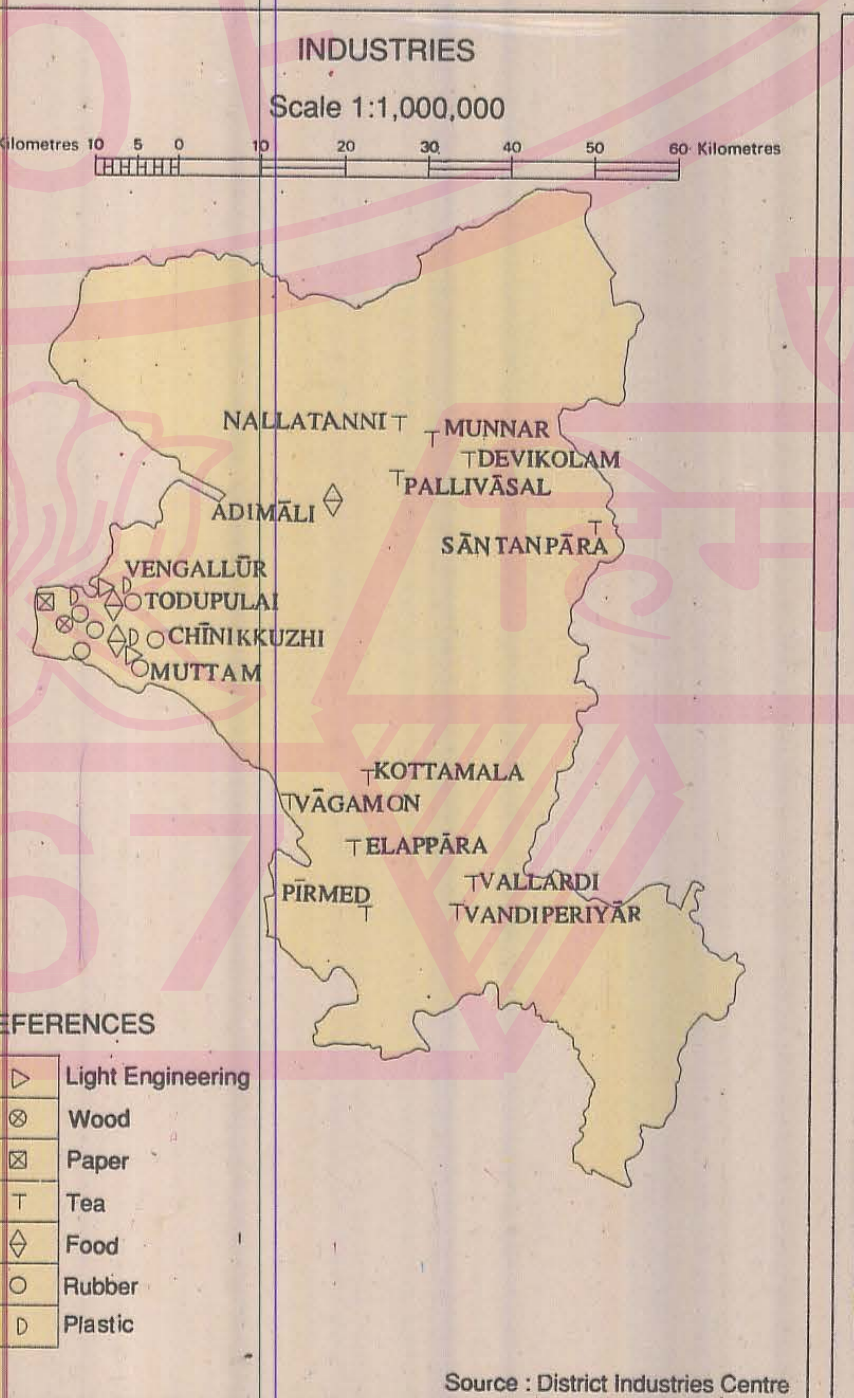 INDUSTRIES
Scale 1:1,000,000
Kilometres 10 5 0 10 20 30 40 50 60 Kilometres
NALLATANNI T
T MUNNAR
T DEVIKOLAM
T PALLIVĀSAL
ADIMĀLI
T
SĀNTANPĀRA
VENGALLŪR
D
D
TODUPULAI
D CHĪNIKKUZHI
MUTTAM
T KOTTAMALA
T VĀGAMON
T ELAPPĀRA
T VALLARDI
PĪRMED
T
T VANDIPERIYĀR
EFERENCES
Light Engineering
Wood
Paper
T Tea
Food
Rubber
D Plastic
Source : District Industries Centre